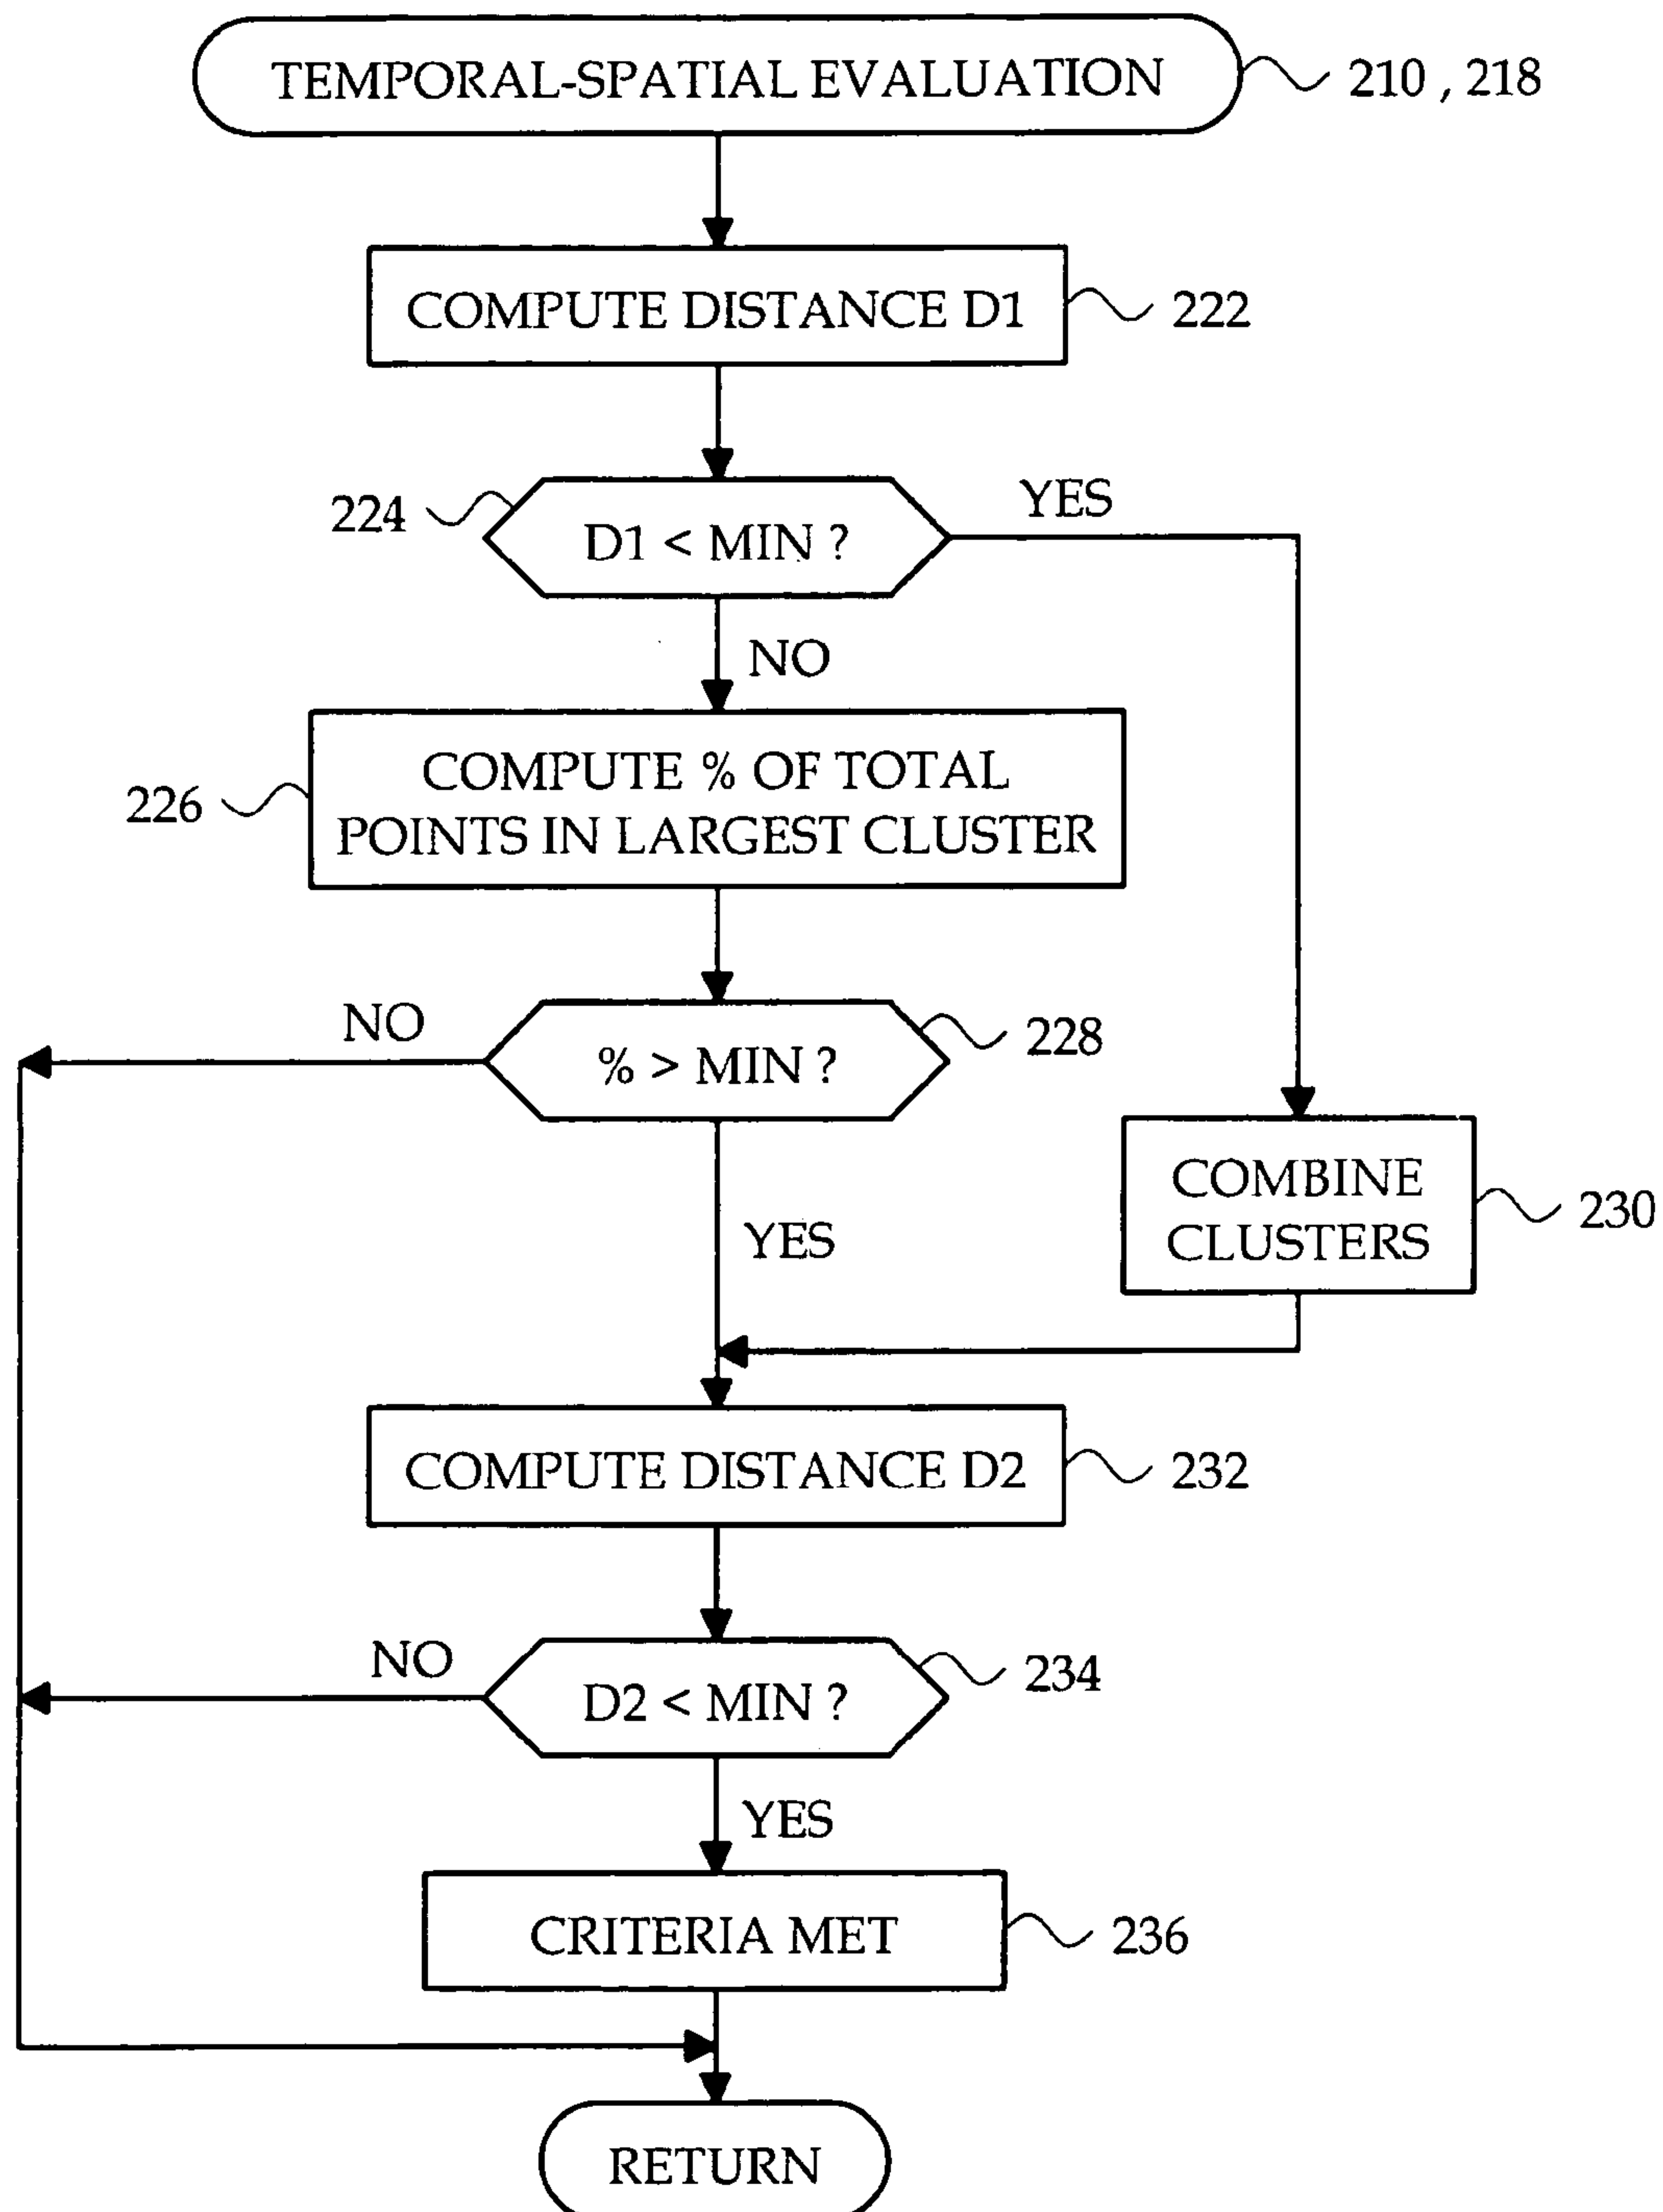 TEMPORAL-SPATIAL EVALUATION
210 , 218
COMPUTE DISTANCE D1
222
224
D1 < MIN ?
YES
NO
226
COMPUTE % OF TOTAL
POINTS IN LARGEST CLUSTER
NO
% > MIN ?
228
YES
COMBINE
CLUSTERS
230
COMPUTE DISTANCE D2
232
NO
D2 < MIN ?
234
YES
CRITERIA MET
236
RETURN